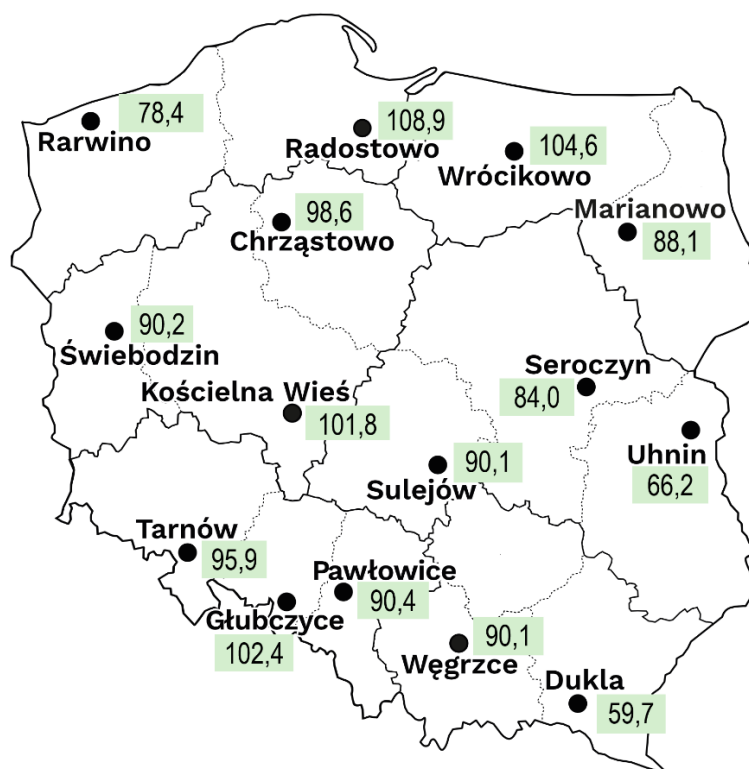 78,4
Rarwino
108,9
Radostowo
104,6
Wrócikowo
98,6
Chrząstowo
Marianowo
88,1
90,2
Świebodzin
Kościelna Wieś
101,8
Seroczyn
84,0
Uhnin
66,2
90,1
Sulejów
Tarnów
95,9
Pawłowice
90,4
Głubczyce
102,4
90,1
Węgrzce
Dukla
59,7